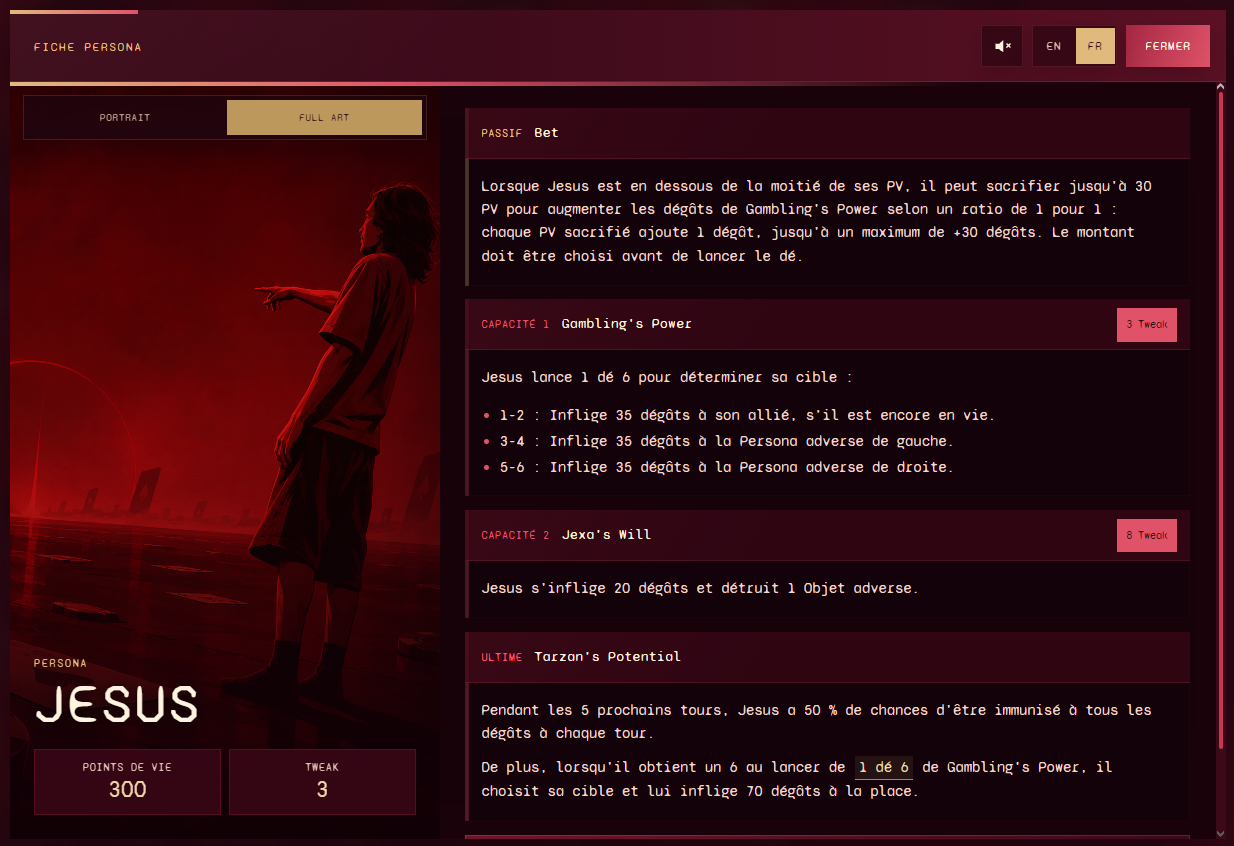 FICHE PERSONA
EN
FR
FERMER
PORTRAIT
FULL ART
PERSONA
JESUS
POINTS DE VIE
300
TWEAK
3
PASSIF Bet
Lorsque Jesus est en dessous de la moitié de ses PV, il peut sacrifier jusqu'à 30
PV pour augmenter les dégâts de Gambling's Power selon un ratio de 1 pour 1 :
chaque PV sacrifié ajoute 1 dégât, jusqu'à un maximum de +30 dégâts. Le montant
doit être choisi avant de lancer le dé.
CAPACITÉ 1 Gambling's Power
3 Tweak
Jesus lance 1 dé 6 pour déterminer sa cible :
• 1-2 : Inflige 35 dégâts à son allié, s'il est encore en vie.
• 3-4 : Inflige 35 dégâts à la Persona adverse de gauche.
• 5-6 : Inflige 35 dégâts à la Persona adverse de droite.
CAPACITÉ 2 Jexa's Will
8 Tweak
Jesus s'inflige 20 dégâts et détruit 1 Objet adverse.
ULTIME Tarzan's Potential
Pendant les 5 prochains tours, Jesus a 50 % de chances d'être immunisé à tous les
dégâts à chaque tour.
De plus, lorsqu'il obtient un 6 au lancer de 1 dé 6 de Gambling's Power, il
choisit sa cible et lui inflige 70 dégâts à la place.